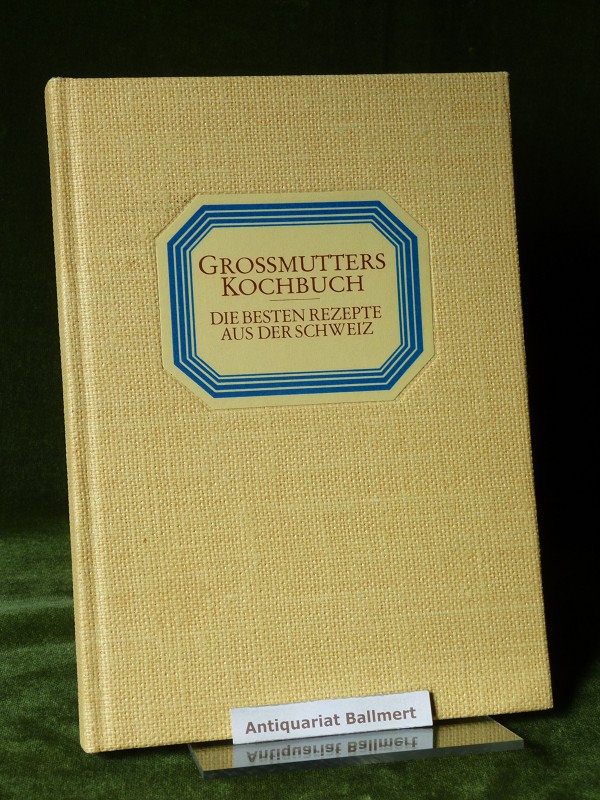 GROSSMUTTERS
KOCHBUCH
DIE BESTEN REZEPTE
AUS DER SCHWEIZ
Antiquariat Ballmert